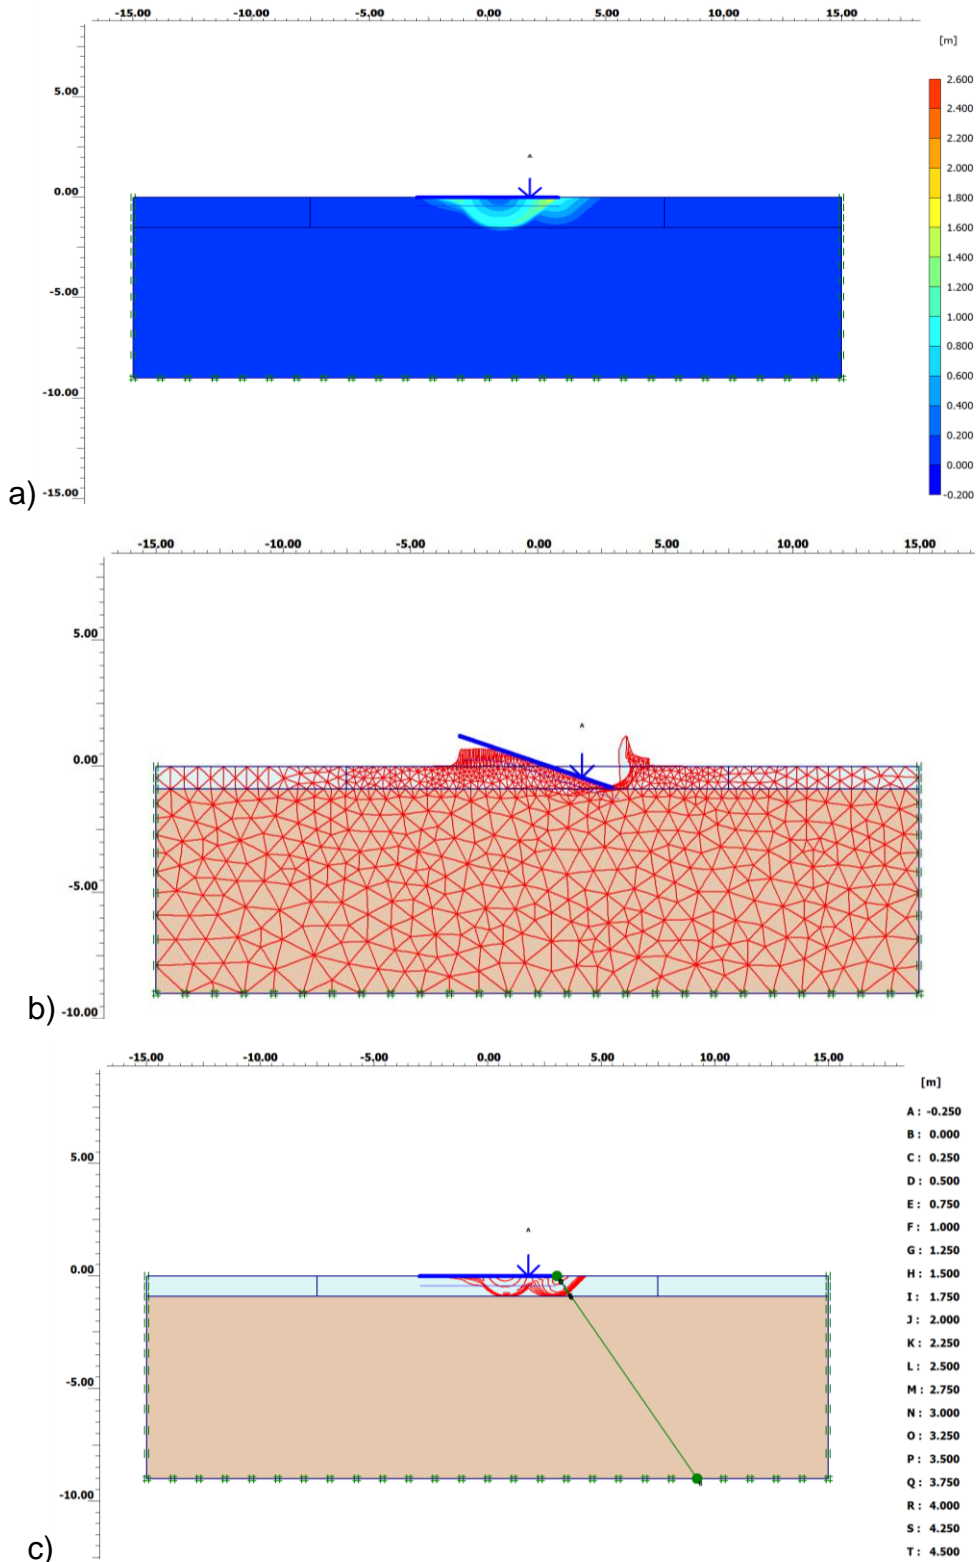 -15.00 -10.00 -5.00 0.00 5.00 10.00 15.00
[m]
5.00
0.00
-5.00
-10.00
-15.00
A
2.600
2.400
2.200
2.000
1.800
1.600
1.400
1.200
1.000
0.800
0.600
0.400
0.200
0.000
-0.200
a)
-15.00 -10.00 -5.00 0.00 5.00 10.00 15.00
5.00
0.00
-5.00
-10.00
A
b)
-15.00 -10.00 -5.00 0.00 5.00 10.00 15.00
[m]
5.00
0.00
-5.00
-10.00
A
A : -0.250
B : 0.000
C : 0.250
D : 0.500
E : 0.750
F : 1.000
G : 1.250
H : 1.500
I : 1.750
J : 2.000
K : 2.250
L : 2.500
M : 2.750
N : 3.000
O : 3.250
P : 3.500
Q : 3.750
R : 4.000
S : 4.250
T : 4.500
c)